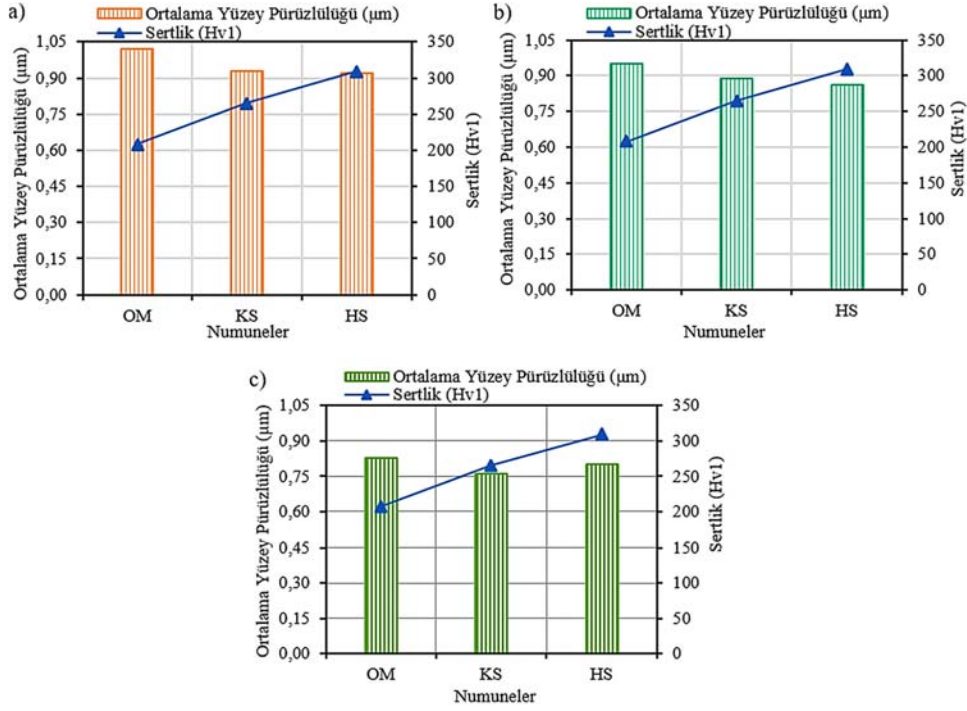 a)
Ortalama Yüzey Pürüzlülüğü (µm)
Sertlik (Hv1)
Ortalama Yüzey Pürüzlülüğü (µm)
1,05
0,90
0,75
0,60
0,45
0,30
0,15
0,00
350
300
250
200
150
100
50
0
Sertlik (Hv1)
OM KS HS
Numuneler
b)
Ortalama Yüzey Pürüzlülüğü (µm)
Sertlik (Hv1)
Ortalama Yüzey Pürüzlülüğü (µm)
1,05
0,90
0,75
0,60
0,45
0,30
0,15
0,00
350
300
250
200
150
100
50
0
Sertlik (Hv1)
OM KS HS
Numuneler
c)
Ortalama Yüzey Pürüzlülüğü (µm)
Sertlik (Hv1)
Ortalama Yüzey Pürüzlülüğü (µm)
1,05
0,90
0,75
0,60
0,45
0,30
0,15
0,00
350
300
250
200
150
100
50
0
Sertlik (Hv1)
OM KS HS
Numuneler